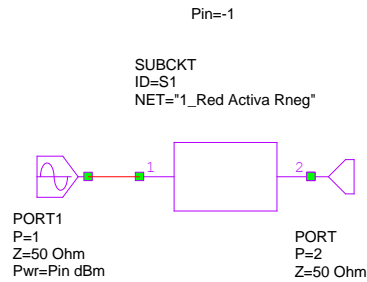 Pin=-1
SUBCKT
ID=S1
NET="1_Red Activa Rneg"
1
2
PORT1
P=1
Z=50 Ohm
Pwr=Pin dBm
PORT
P=2
Z=50 Ohm